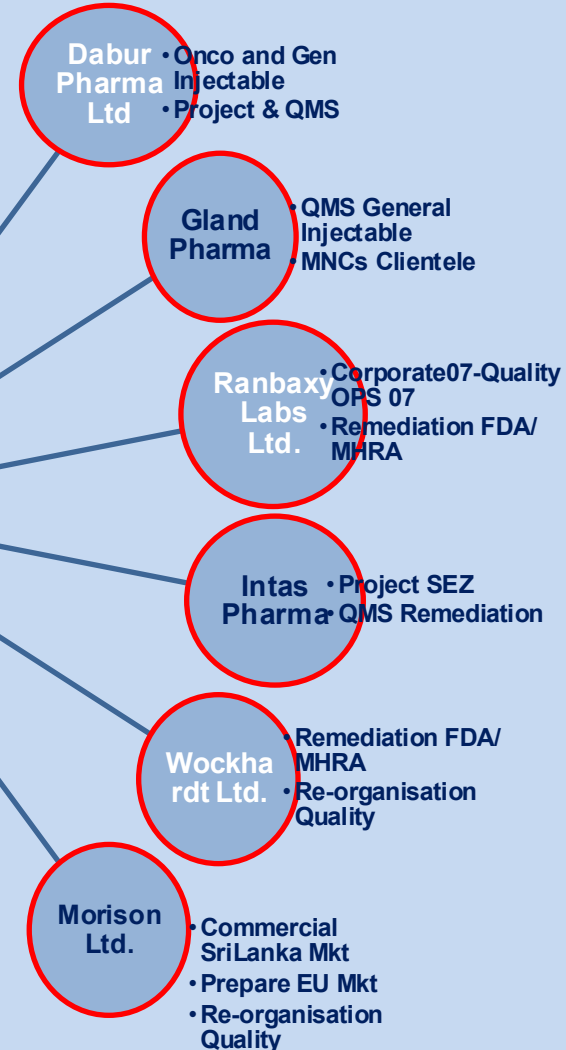 Dabur
Pharma
Ltd
• Onco and Gen
Injectable
• Project & QMS
Gland
Pharma
• QMS General
Injectable
• MNCs Clientele
Ranbaxy
Labs
Ltd.
• Corporate07-Quality
OPS 07
• Remediation FDA/
MHRA
Intas
Pharma
• Project SEZ
• QMS Remediation
Wockha
rdt Ltd.
• Remediation FDA/
MHRA
• Re-organisation
Quality
Morison
Ltd.
• Commercial
SriLanka Mkt
• Prepare EU Mkt
• Re-organisation
Quality